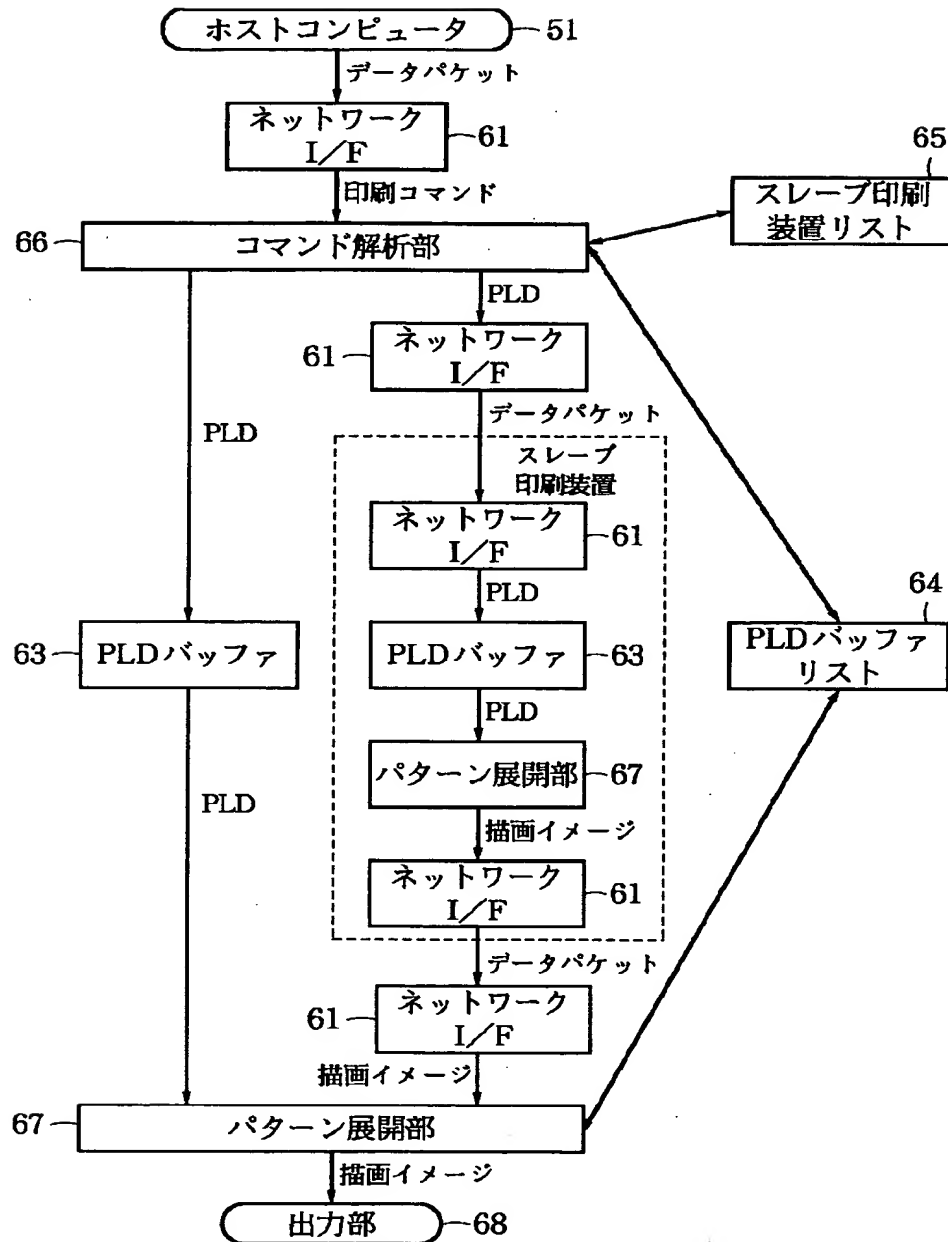 ホストコンピュータ
51
データパケット
ネットワーク
I/F
61
印刷コマンド
65
スレーブ印刷
装置リスト
66
コマンド解析部
PLD
61
ネットワーク
I/F
データパケット
PLD
スレーブ
印刷装置
ネットワーク
I/F
61
PLD
64
63
PLDバッファ
PLDバッファ
63
PLDバッファ
リスト
PLD
パターン展開部
67
PLD
描画イメージ
ネットワーク
I/F
61
データパケット
61
ネットワーク
I/F
描画イメージ
67
パターン展開部
描画イメージ
出力部
68